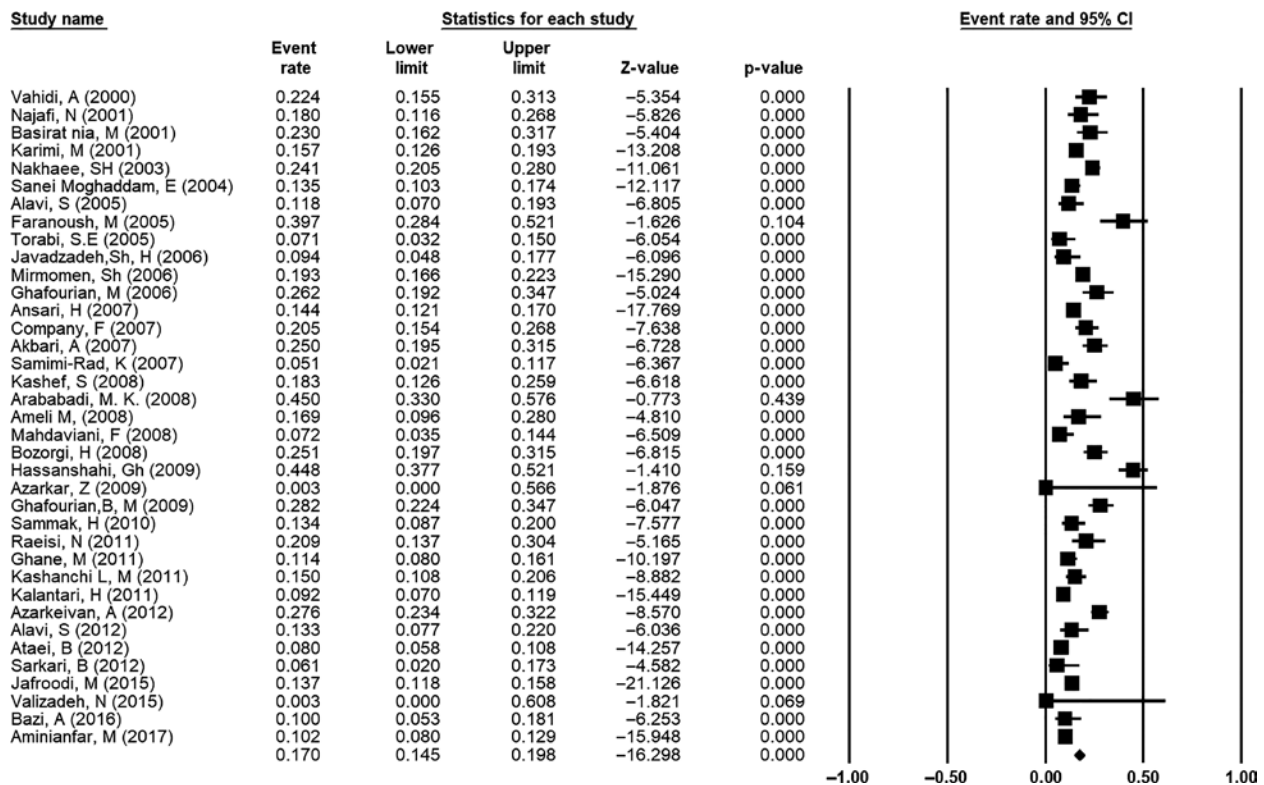 Study name Statistics for each study Event rate and 95% CI
Event rate Lower limit Upper limit Z-value p-value
Vahidi, A (2000) 0.224 0.155 0.313 −5.354 0.000
Najafi, N (2001) 0.180 0.116 0.268 −5.826 0.000
Basirat nia, M (2001) 0.230 0.162 0.317 −5.404 0.000
Karimi, M (2001) 0.157 0.126 0.193 −13.208 0.000
Nakhaee, SH (2003) 0.241 0.205 0.280 −11.061 0.000
Sanei Moghaddam, E (2004) 0.135 0.103 0.174 −12.117 0.000
Alavi, S (2005) 0.118 0.070 0.193 −6.805 0.000
Faranoush, M (2005) 0.397 0.284 0.521 −1.626 0.104
Torabi, S.E (2005) 0.071 0.032 0.150 −6.054 0.000
Javadzadeh,Sh, H (2006) 0.094 0.048 0.177 −6.096 0.000
Mirmomen, Sh (2006) 0.193 0.166 0.223 −15.290 0.000
Ghafourian, M (2006) 0.262 0.192 0.347 −5.024 0.000
Ansari, H (2007) 0.144 0.121 0.170 −17.769 0.000
Company, F (2007) 0.205 0.154 0.268 −7.638 0.000
Akbari, A (2007) 0.250 0.195 0.315 −6.728 0.000
Samimi-Rad, K (2007) 0.051 0.021 0.117 −6.367 0.000
Kashef, S (2008) 0.183 0.126 0.259 −6.618 0.000
Arababadi, M. K. (2008) 0.450 0.330 0.576 −0.773 0.439
Ameli M, (2008) 0.169 0.096 0.280 −4.810 0.000
Mahdaviani, F (2008) 0.072 0.035 0.144 −6.509 0.000
Bozorgi, H (2008) 0.251 0.197 0.315 −6.815 0.000
Hassanshahi, Gh (2009) 0.448 0.377 0.521 −1.410 0.159
Azarkar, Z (2009) 0.003 0.000 0.566 −1.876 0.061
Ghafourian,B, M (2009) 0.282 0.224 0.347 −6.047 0.000
Sammak, H (2010) 0.134 0.087 0.200 −7.577 0.000
Raeisi, N (2011) 0.209 0.137 0.304 −5.165 0.000
Ghane, M (2011) 0.114 0.080 0.161 −10.197 0.000
Kashanchi L, M (2011) 0.150 0.108 0.206 −8.882 0.000
Kalantari, H (2011) 0.092 0.070 0.119 −15.449 0.000
Azarkeivan, A (2012) 0.276 0.234 0.322 −8.570 0.000
Alavi, S (2012) 0.133 0.077 0.220 −6.036 0.000
Ataei, B (2012) 0.080 0.058 0.108 −14.257 0.000
Sarkari, B (2012) 0.061 0.020 0.173 −4.582 0.000
Jafroodi, M (2015) 0.137 0.118 0.158 −21.126 0.000
Valizadeh, N (2015) 0.003 0.000 0.608 −1.821 0.069
Bazi, A (2016) 0.100 0.053 0.181 −6.253 0.000
Aminianfar, M (2017) 0.102 0.080 0.129 −15.948 0.000
0.170 0.145 0.198 −16.298 0.000
−1.00 −0.50 0.00 0.50 1.00